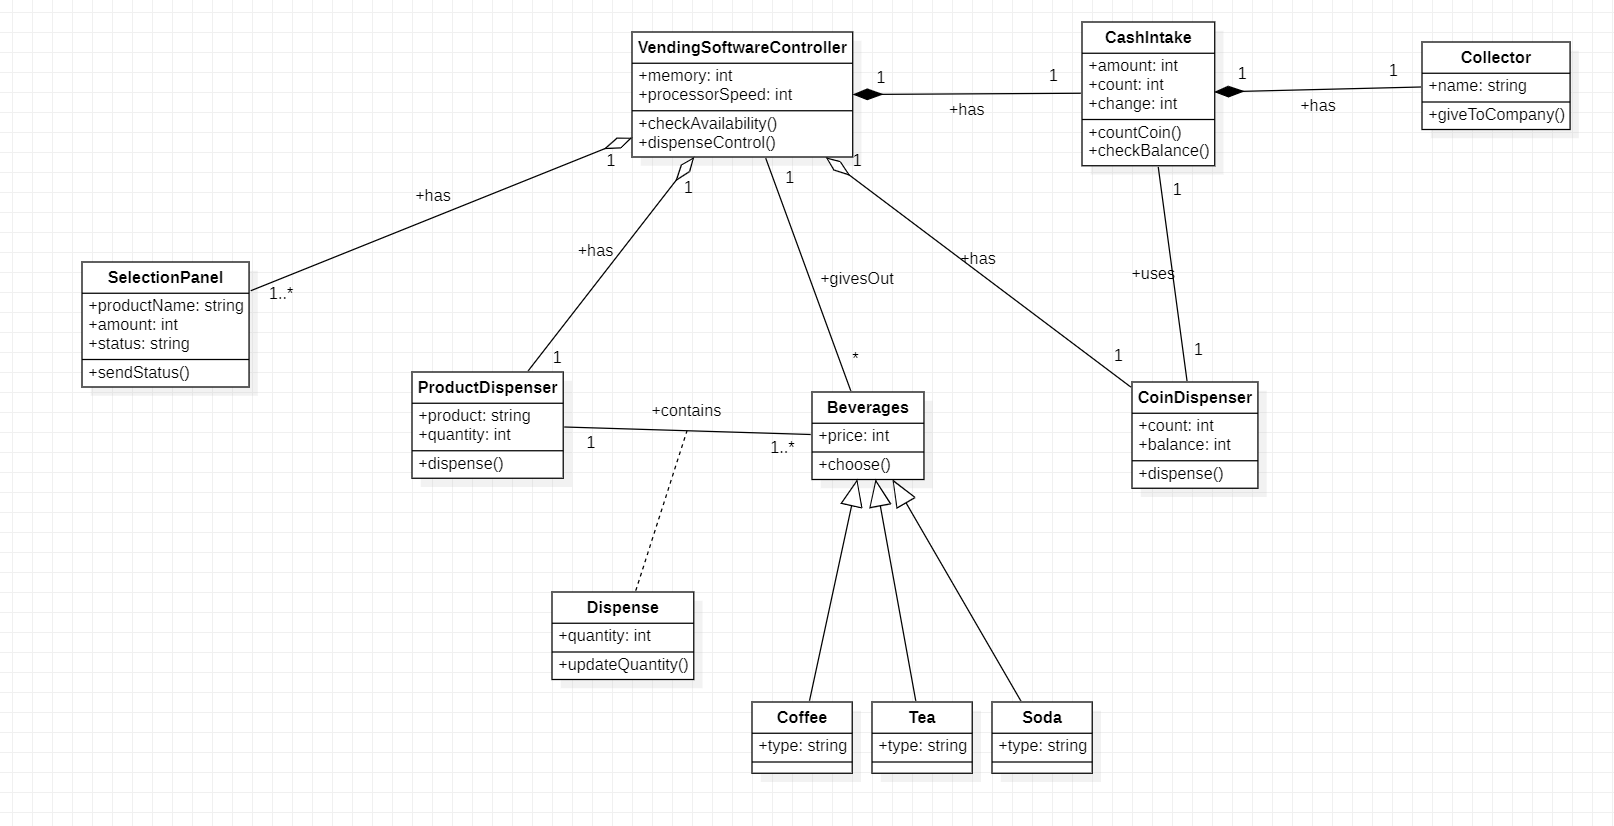 VendingSoftwareController
+memory: int
+processorSpeed: int
+checkAvailability()
+dispenseControl()
CashIntake
+amount: int
+count: int
+change: int
+countCoin()
+checkBalance()
Collector
+name: string
+giveToCompany()
1
1
+has
1
1
+has
1
+has
1..*
1
+has
1
1
+givesOut
*
1
+has
1
1
+uses
1
SelectionPanel
+productName: string
+amount: int
+status: string
+sendStatus()
ProductDispenser
+product: string
+quantity: int
+dispense()
+contains
1
1..*
Beverages
+price: int
+choose()
CoinDispenser
+count: int
+balance: int
+dispense()
Dispense
+quantity: int
+updateQuantity()
Coffee
+type: string
Tea
+type: string
Soda
+type: string